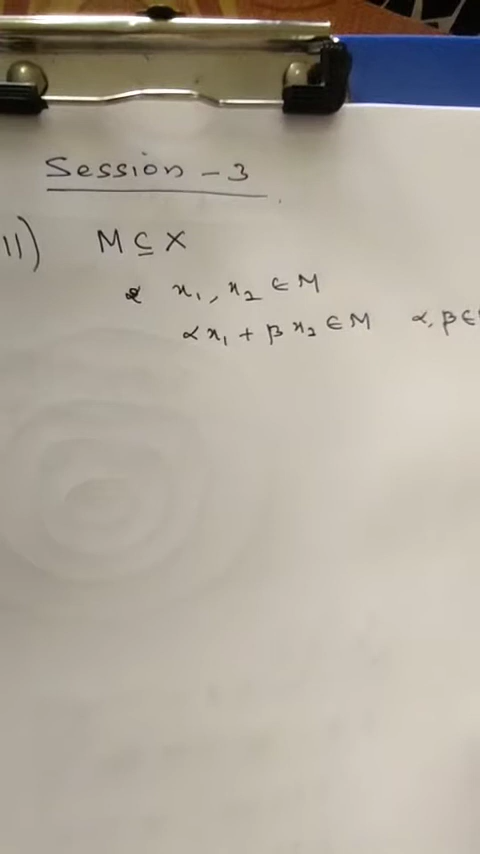 Session - 3
11) M ⊆ X
& x₁, x₂ ∈ M
αx₁ + βx₂ ∈ M α, β ∈